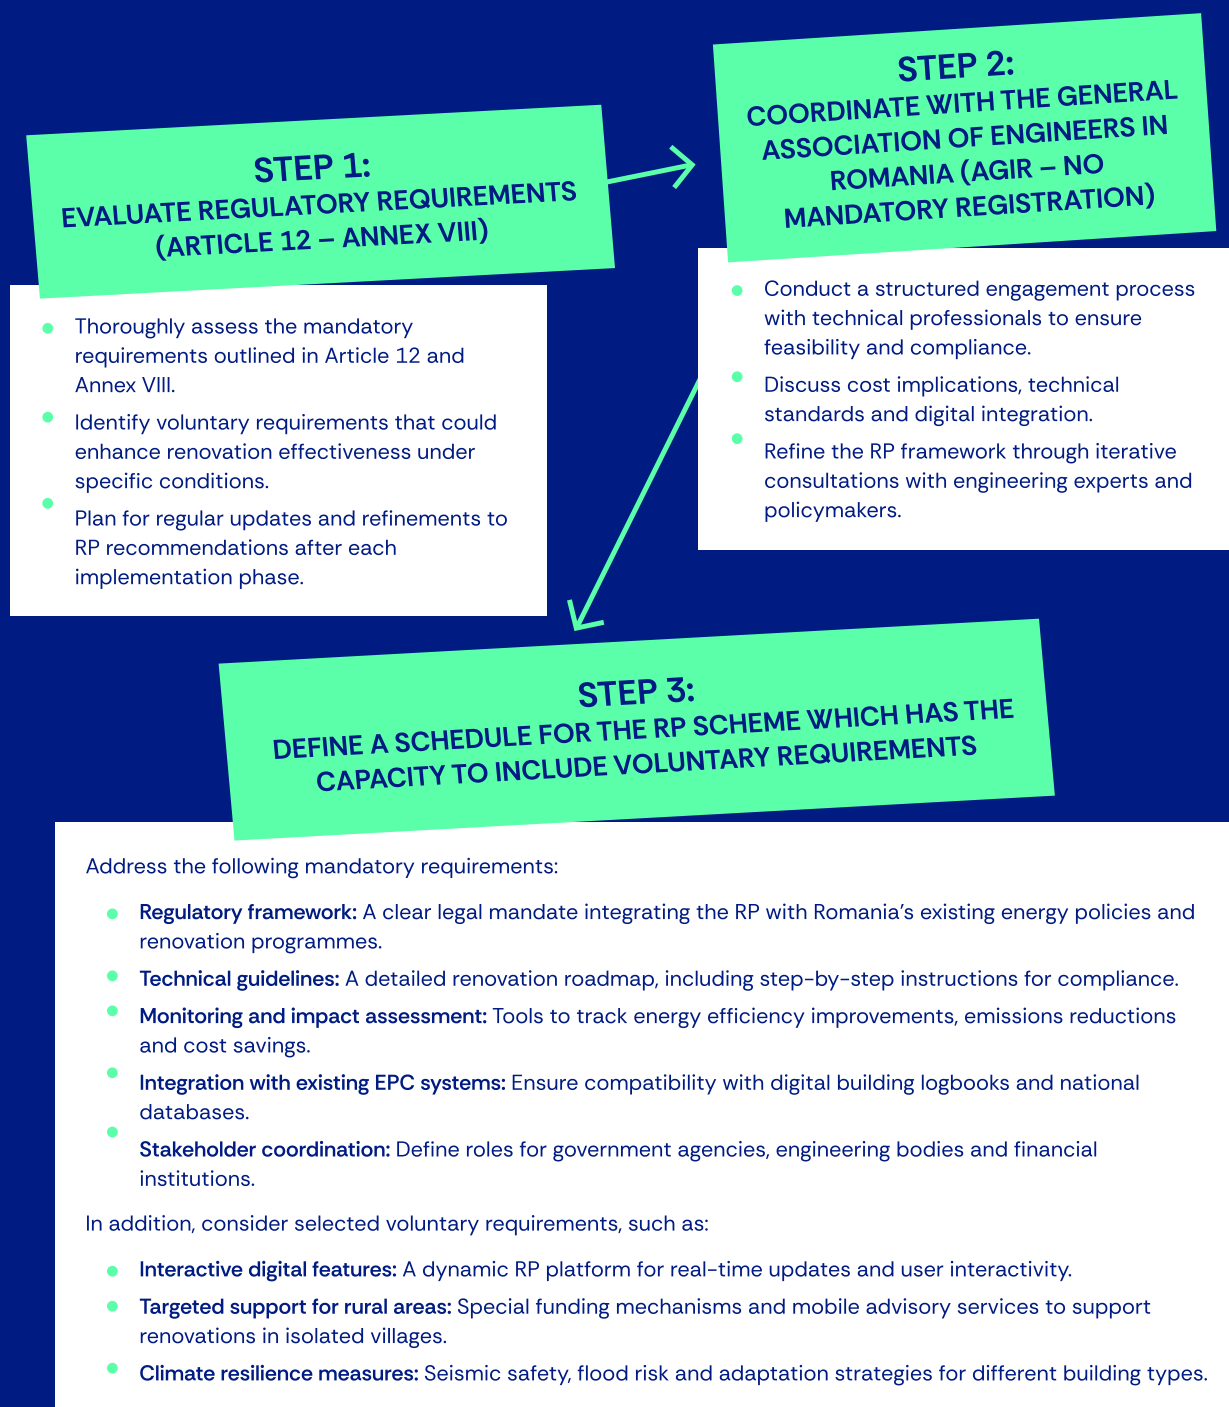 STEP 1:
EVALUATE REGULATORY REQUIREMENTS
(ARTICLE 12 – ANNEX VIII)
Thoroughly assess the mandatory
requirements outlined in Article 12 and
Annex VIII.
Identify voluntary requirements that could
enhance renovation effectiveness under
specific conditions.
Plan for regular updates and refinements to
RP recommendations after each
implementation phase.
STEP 2:
COORDINATE WITH THE GENERAL
ASSOCIATION OF ENGINEERS IN
ROMANIA (AGIR – NO
MANDATORY REGISTRATION)
Conduct a structured engagement process
with technical professionals to ensure
feasibility and compliance.
Discuss cost implications, technical
standards and digital integration.
Refine the RP framework through iterative
consultations with engineering experts and
policymakers.
STEP 3:
DEFINE A SCHEDULE FOR THE RP SCHEME WHICH HAS THE
CAPACITY TO INCLUDE VOLUNTARY REQUIREMENTS
Address the following mandatory requirements:
Regulatory framework: A clear legal mandate integrating the RP with Romania's existing energy policies and
renovation programmes.
Technical guidelines: A detailed renovation roadmap, including step-by-step instructions for compliance.
Monitoring and impact assessment: Tools to track energy efficiency improvements, emissions reductions
and cost savings.
Integration with existing EPC systems: Ensure compatibility with digital building logbooks and national
databases.
Stakeholder coordination: Define roles for government agencies, engineering bodies and financial
institutions.
In addition, consider selected voluntary requirements, such as:
Interactive digital features: A dynamic RP platform for real-time updates and user interactivity.
Targeted support for rural areas: Special funding mechanisms and mobile advisory services to support
renovations in isolated villages.
Climate resilience measures: Seismic safety, flood risk and adaptation strategies for different building types.